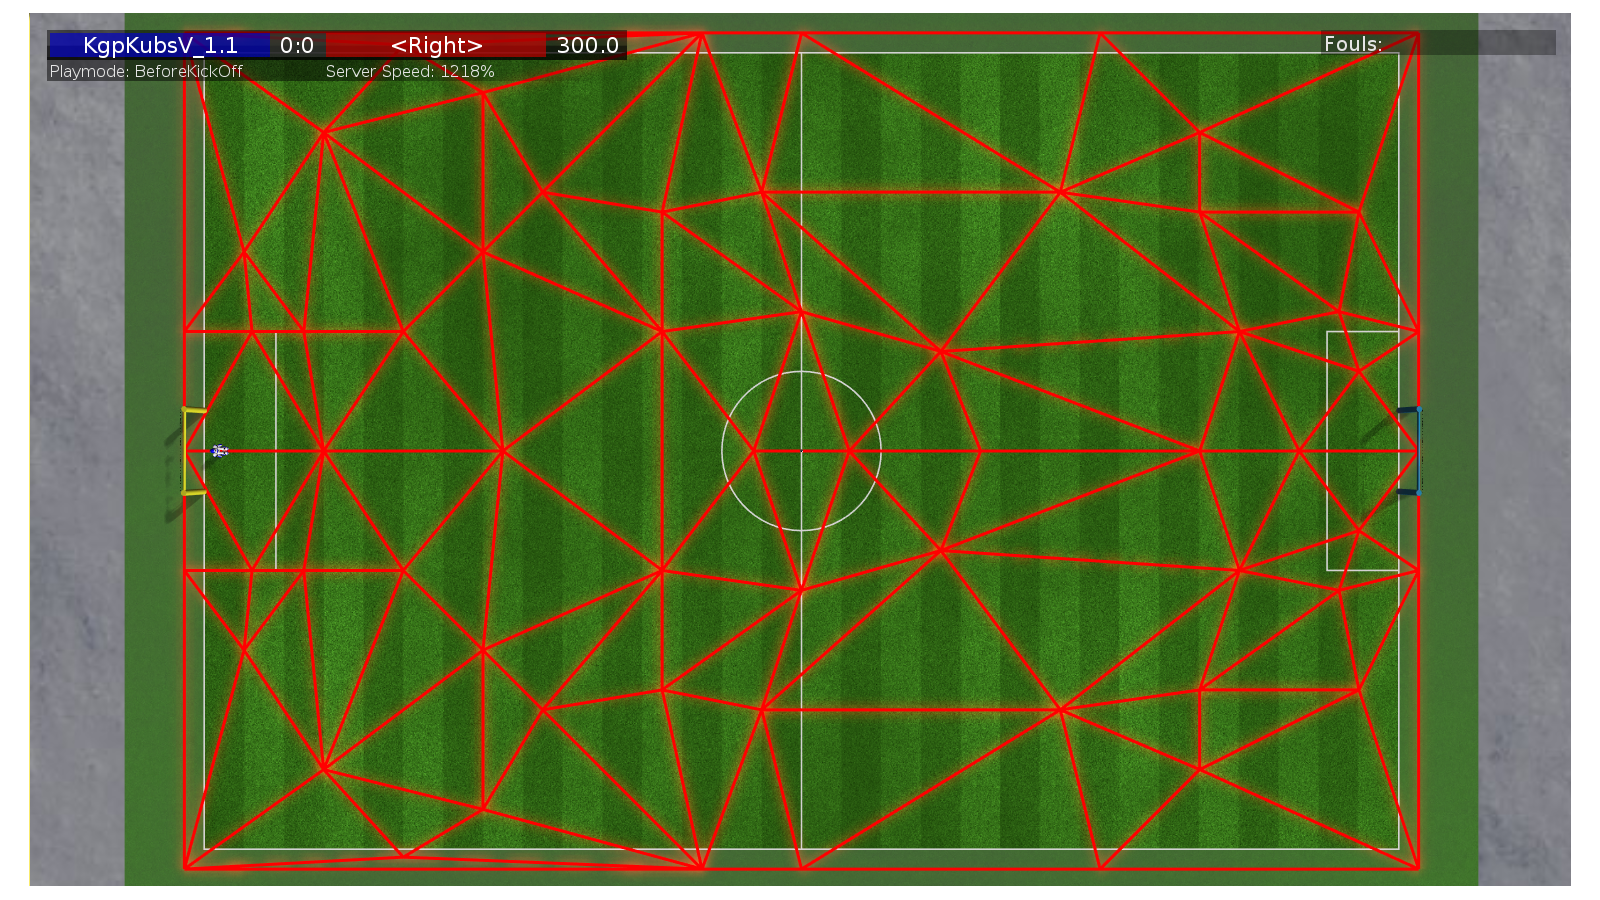 KgpKubsV_1.1 0:0 <Right> 300.0 Fouls:
Playmode: BeforeKickOff Server Speed: 1218%